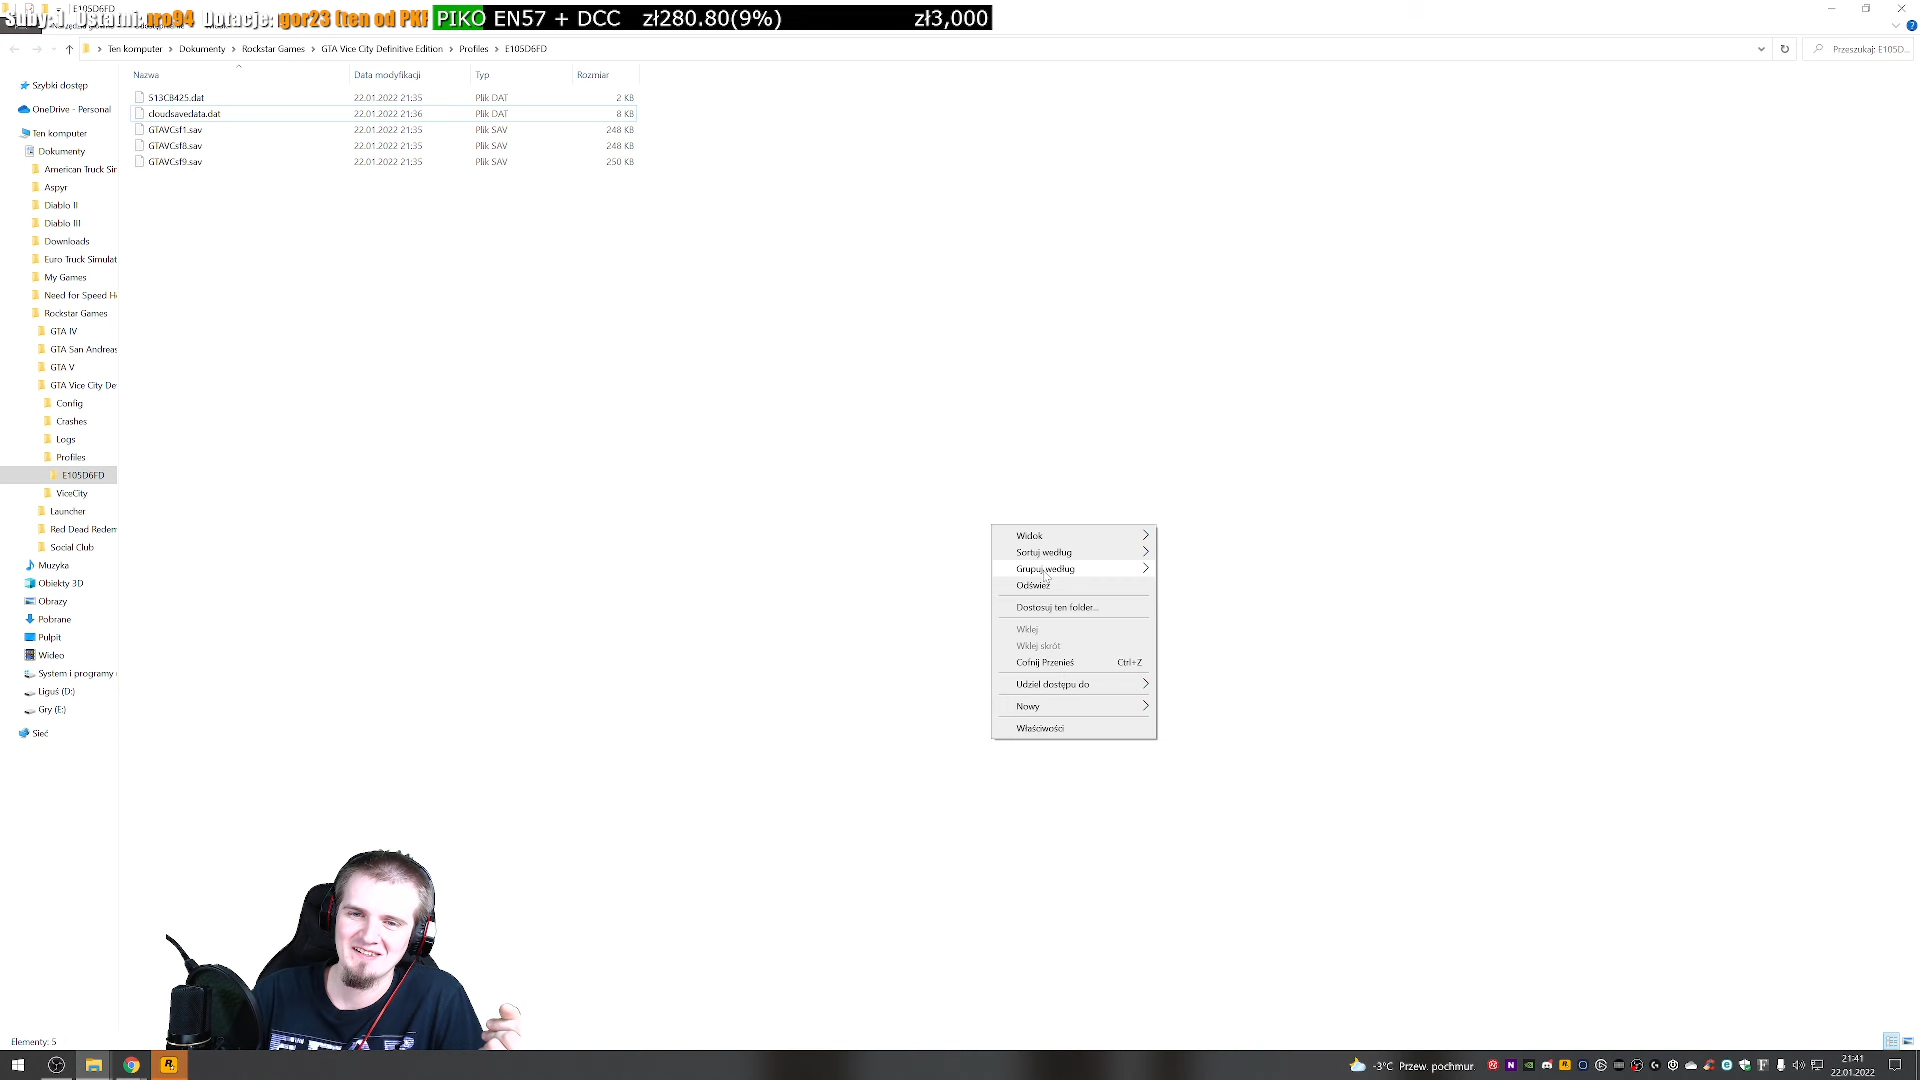 E105D6FD
Suby: 1 Ostatni: gro94 Dotacje: igor23 (ten od PKP
PIKO EN57 + DCC zł280.80(9%) zł3,000
Ten komputer > Dokumenty > Rockstar Games > GTA Vice City Definitive Edition > Profiles > E105D6FD
Przeszukaj: E105D...
Nazwa Data modyfikacji Typ Rozmiar
513CB425.dat 22.01.2022 21:35 Plik DAT 2 KB
cloudsavedata.dat 22.01.2022 21:36 Plik DAT 8 KB
GTAVCsf1.sav 22.01.2022 21:35 Plik SAV 248 KB
GTAVCsf8.sav 22.01.2022 21:35 Plik SAV 248 KB
GTAVCsf9.sav 22.01.2022 21:35 Plik SAV 250 KB
Szybki dostęp
OneDrive - Personal
Ten komputer
Dokumenty
American Truck Sir
Aspyr
Diablo II
Diablo III
Downloads
Euro Truck Simulat
My Games
Need for Speed H
Rockstar Games
GTA IV
GTA San Andreas
GTA V
GTA Vice City De
Config
Crashes
Logs
Profiles
E105D6FD
ViceCity
Launcher
Red Dead Redem
Social Club
Muzyka
Obiekty 3D
Obrazy
Pobrane
Pulpit
Wideo
System i programy (
Liguś (D:)
Gry (E:)
Sieć
Widok
Sortuj według
Grupuj według
Odśwież
Dostosuj ten folder...
Wklej
Wklej skrót
Cofnij Przenieś Ctrl+Z
Udziel dostępu do
Nowy
Właściwości
Elementy: 5
-3°C Przew. pochmur.
21:41
22.01.2022